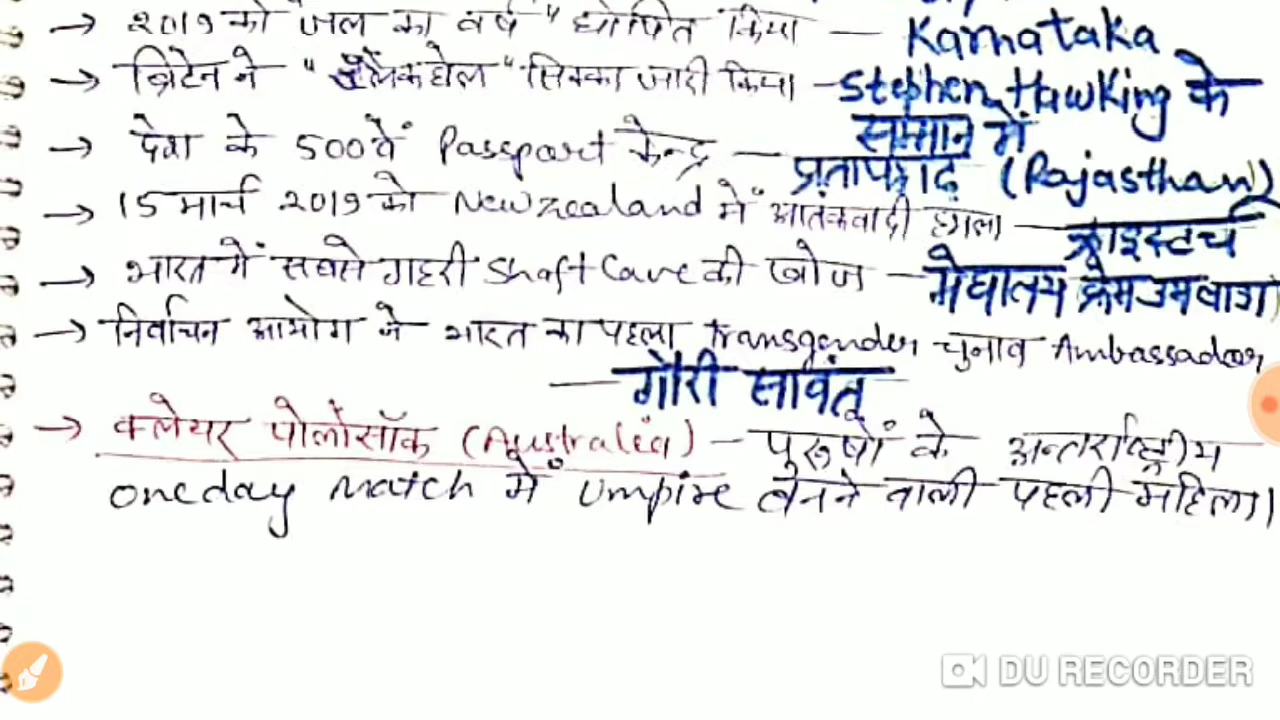 → 2019 को "जल का वर्ष" घोषित किया — Karnataka
→ ब्रिटेन ने "ब्लैकहोल" सिक्का जारी किया — Stephen Hawking के
सम्मान में
→ देश के 500वें Passport केन्द्र — प्रतापगढ़ (Rajasthan)
→ 15 मार्च 2019 को Newzealand में आतंकवादी हमला — क्राइस्टचर्च
→ भारत में सबसे गहरी Shaft Cave की खोज — मेघालय क्रेम उमवाग)
→ निर्वाचन आयोग ने भारत का पहला transgender चुनाव Ambassador
— गौरी सावंत
→ क्लेयर पोलोसॉक (Australia) — पुरूषों के अन्तर्राष्ट्रीय
oneday match में Umpire बनने वाली पहली महिला।
DU RECORDER